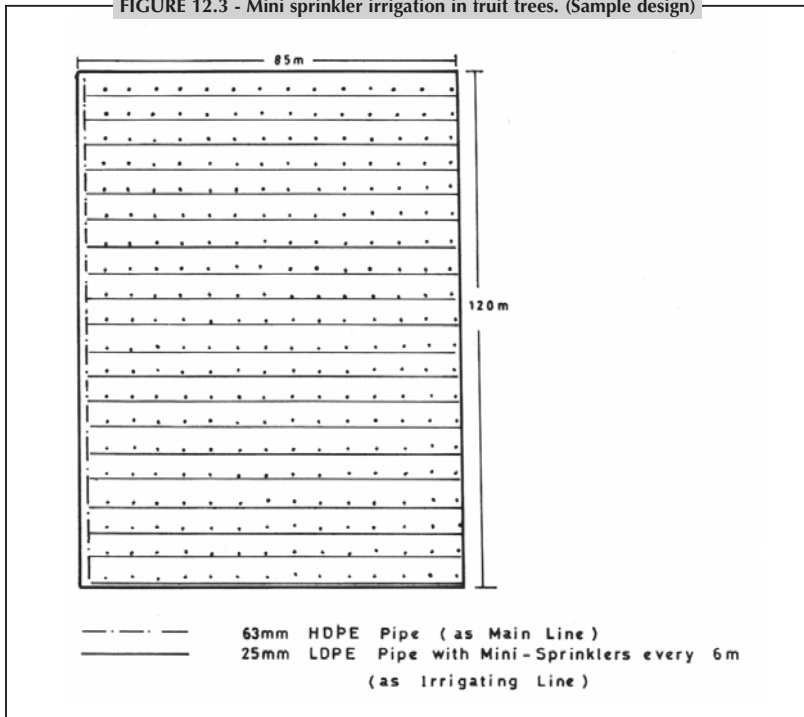 FIGURE 12.3 - Mini sprinkler irrigation in fruit trees. (Sample design)
85m
120m
63mm HDPE Pipe (as Main Line)
25mm LDPE Pipe with Mini-Sprinklers every 6m
(as Irrigating Line)